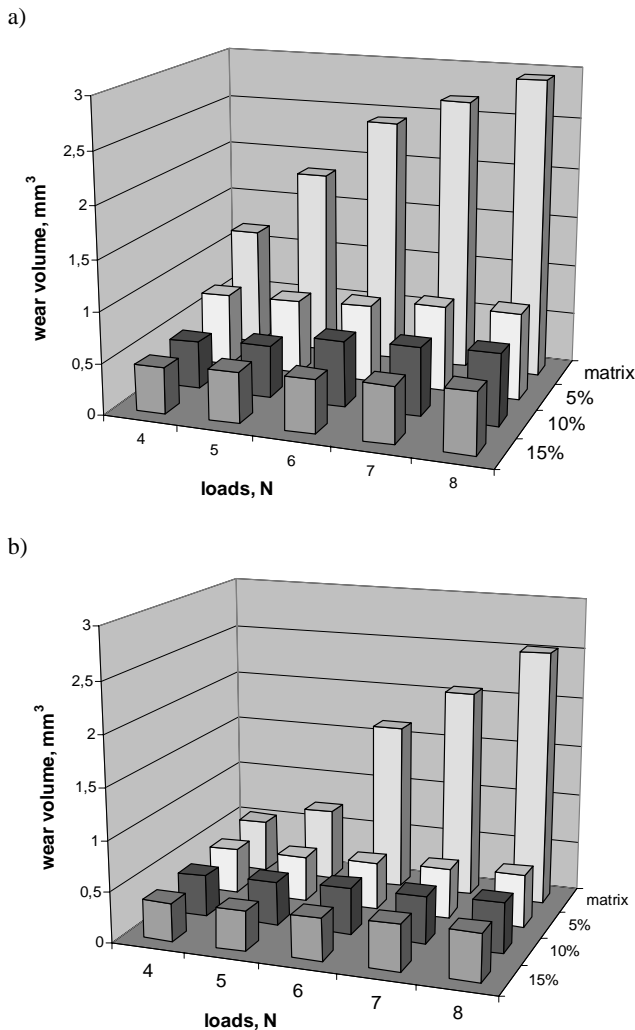 a)
3
2,5
2
1,5
1
0,5
0
wear volume, mm³
4 5 6 7 8
loads, N
matrix
5%
10%
15%
b)
3
2,5
2
1,5
1
0,5
0
wear volume, mm³
4 5 6 7 8
loads, N
matrix
5%
10%
15%